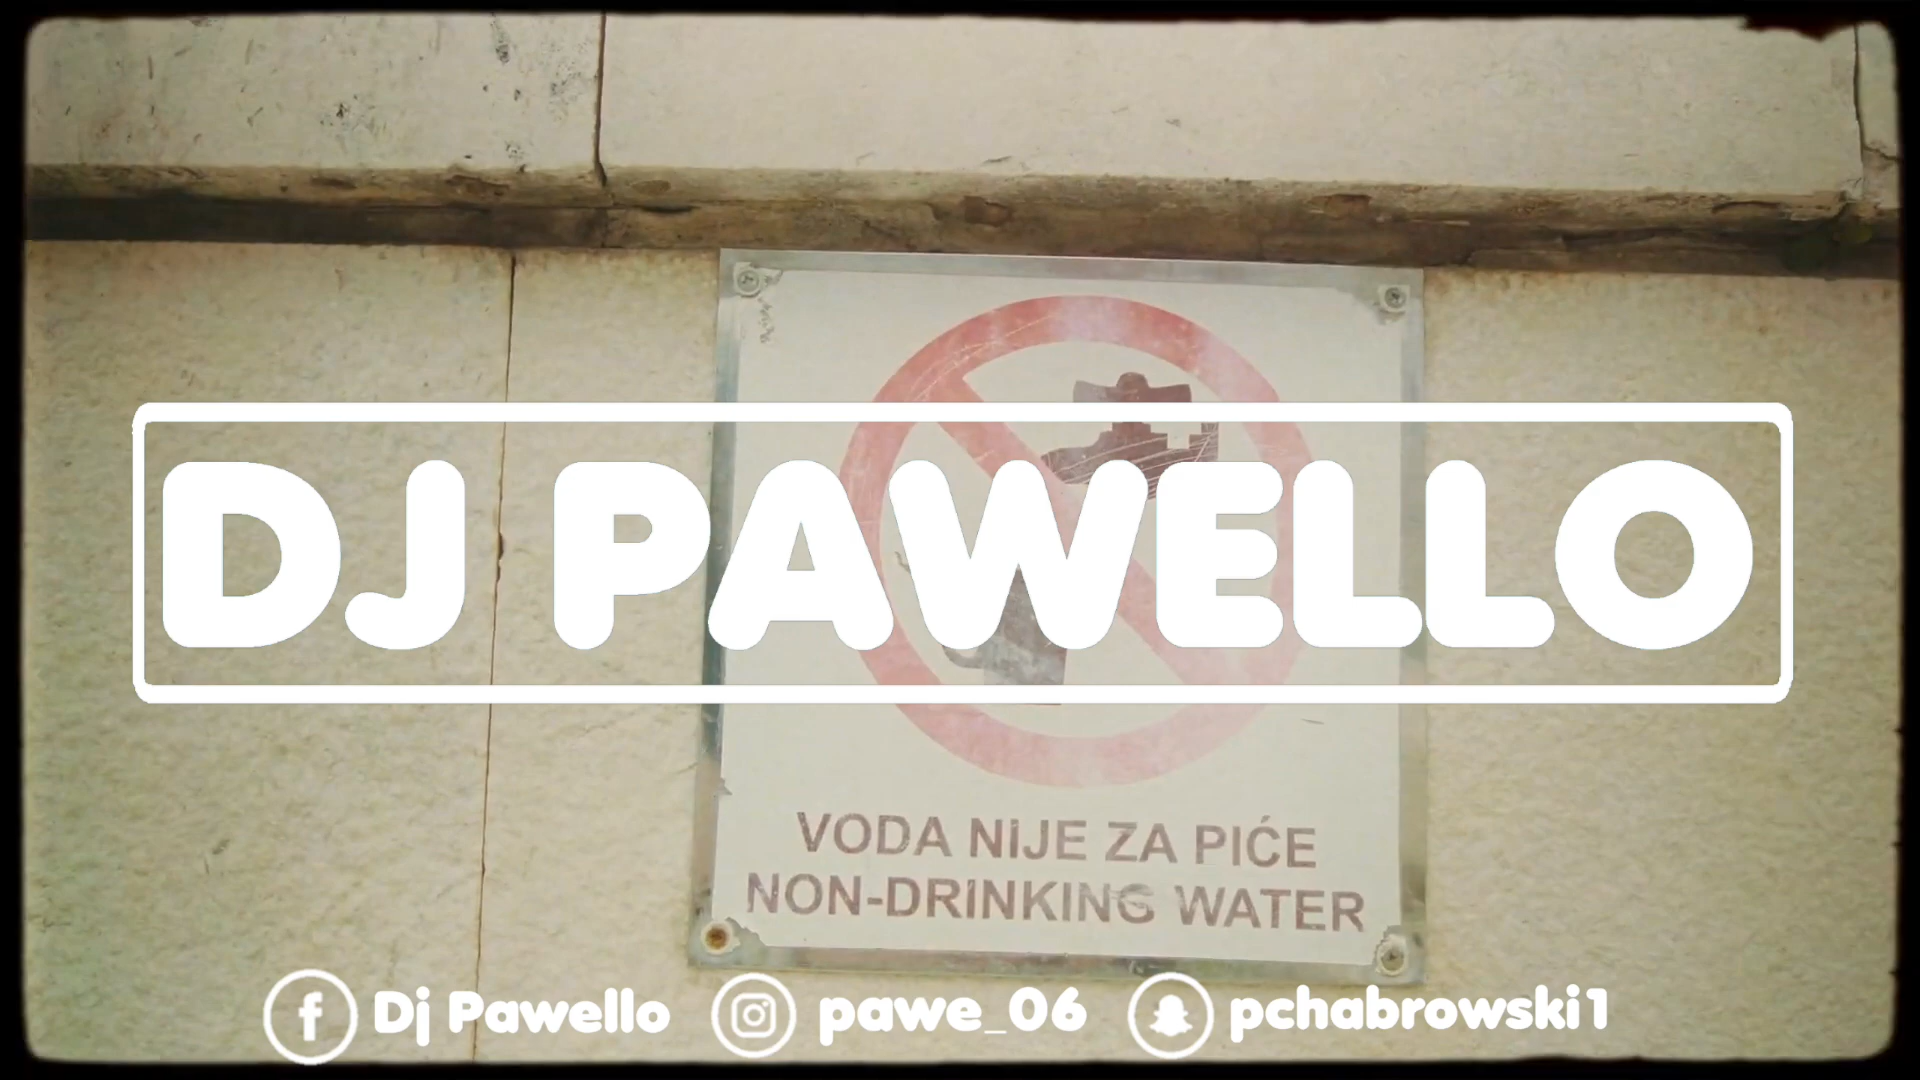 DJ PAWELLO
VODA NIJE ZA PIĆE
NON-DRINKING WATER
Dj Pawello pawe_06 pchabrowski1